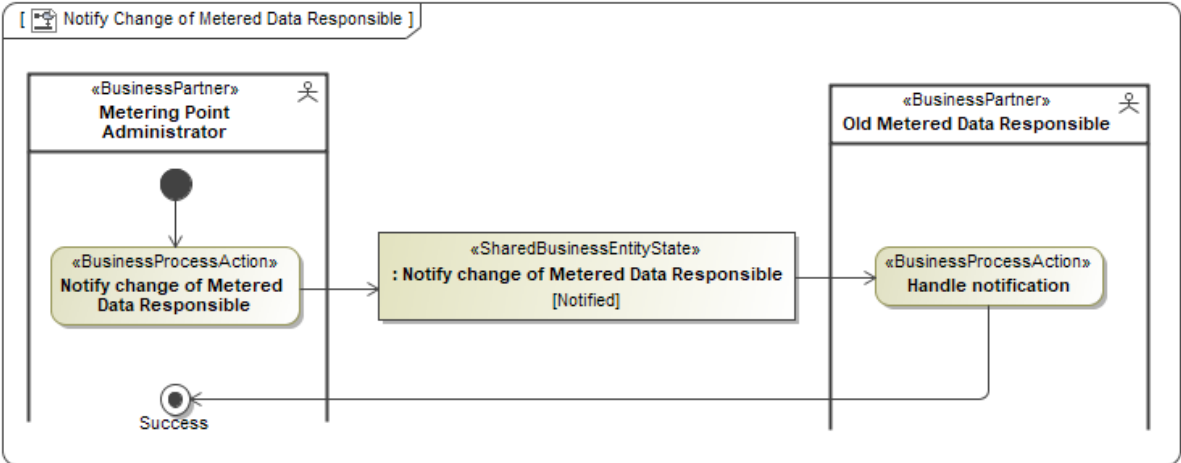 [ Notify Change of Metered Data Responsible ]
«BusinessPartner»
Metering Point
Administrator
«BusinessPartner»
Old Metered Data Responsible
«BusinessProcessAction»
Notify change of Metered
Data Responsible
«SharedBusinessEntityState»
: Notify change of Metered Data Responsible
[Notified]
«BusinessProcessAction»
Handle notification
Success